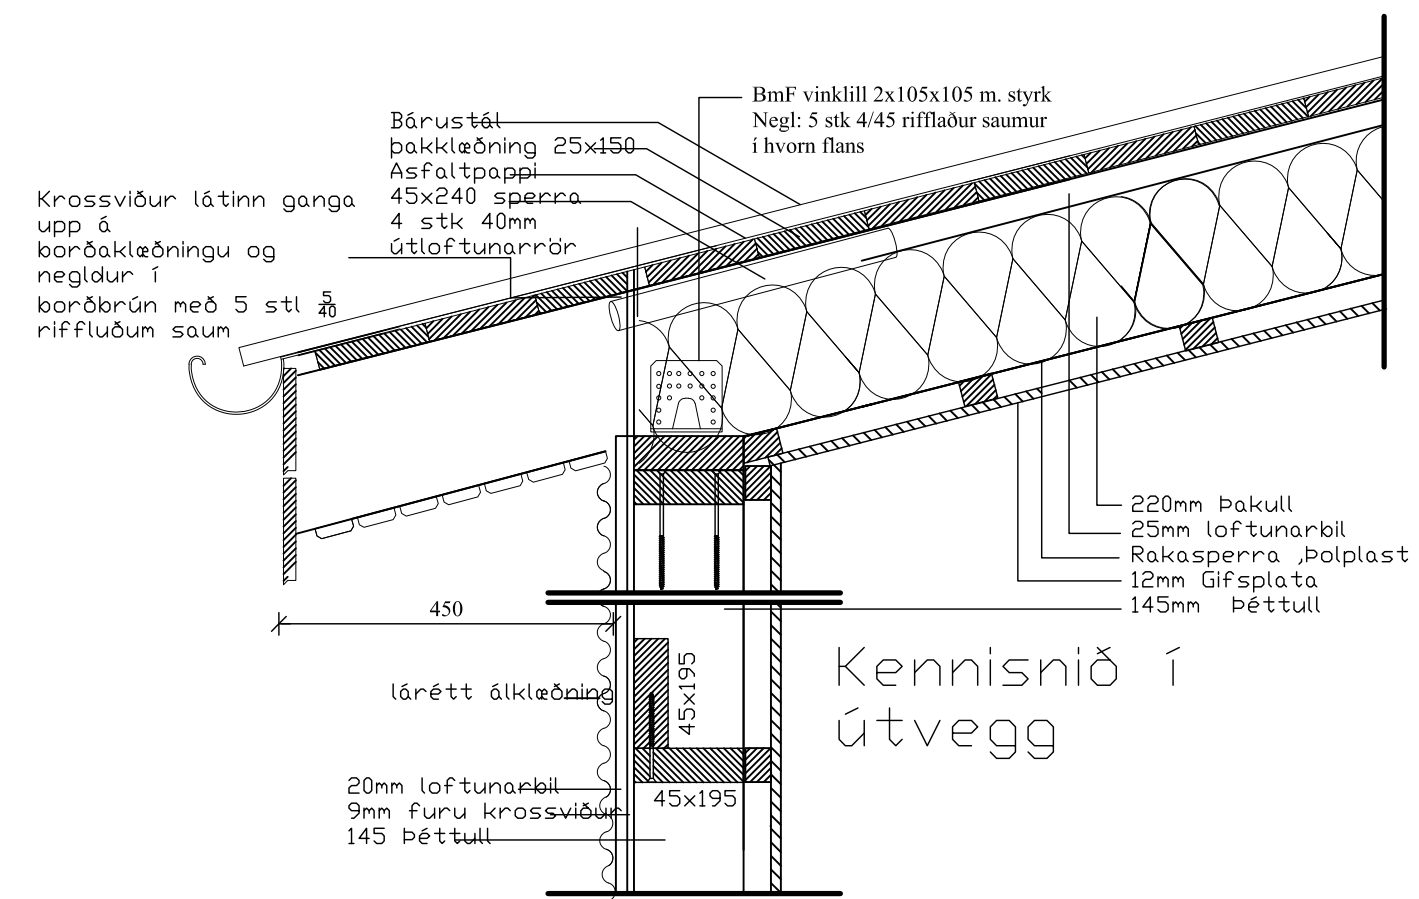 BmF vinklill 2x105x105 m. styrk
Negl: 5 stk 4/45 rifflaður saumur
í hvorn flans
Bárustál
þakklæðning 25x150
Asfaltpappi
45x240 sperra
4 stk 40mm
útloftunarrör
Krossviður látinn ganga
upp á
borðaklæðningu og
negldur í
borðbrún með 5 stl 5/40
riffluðum saum
220mm Þakull
25mm loftunarbil
Rakasperra ,Þolplast
12mm Gifsplata
145mm Þéttull
450
Kennisnið í
útvegg
45x195
lárétt álklæðning
20mm loftunarbil
9mm furu krossviður
145 Þéttull
45x195